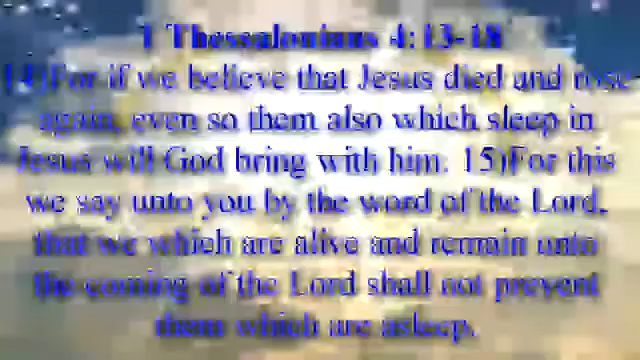 1 Thessalonians 4:13-18
14)For if we believe that Jesus died and rose
again, even so them also which sleep in
Jesus will God bring with him. 15)For this
we say unto you by the word of the Lord,
that we which are alive and remain unto
the coming of the Lord shall not prevent
them which are asleep.